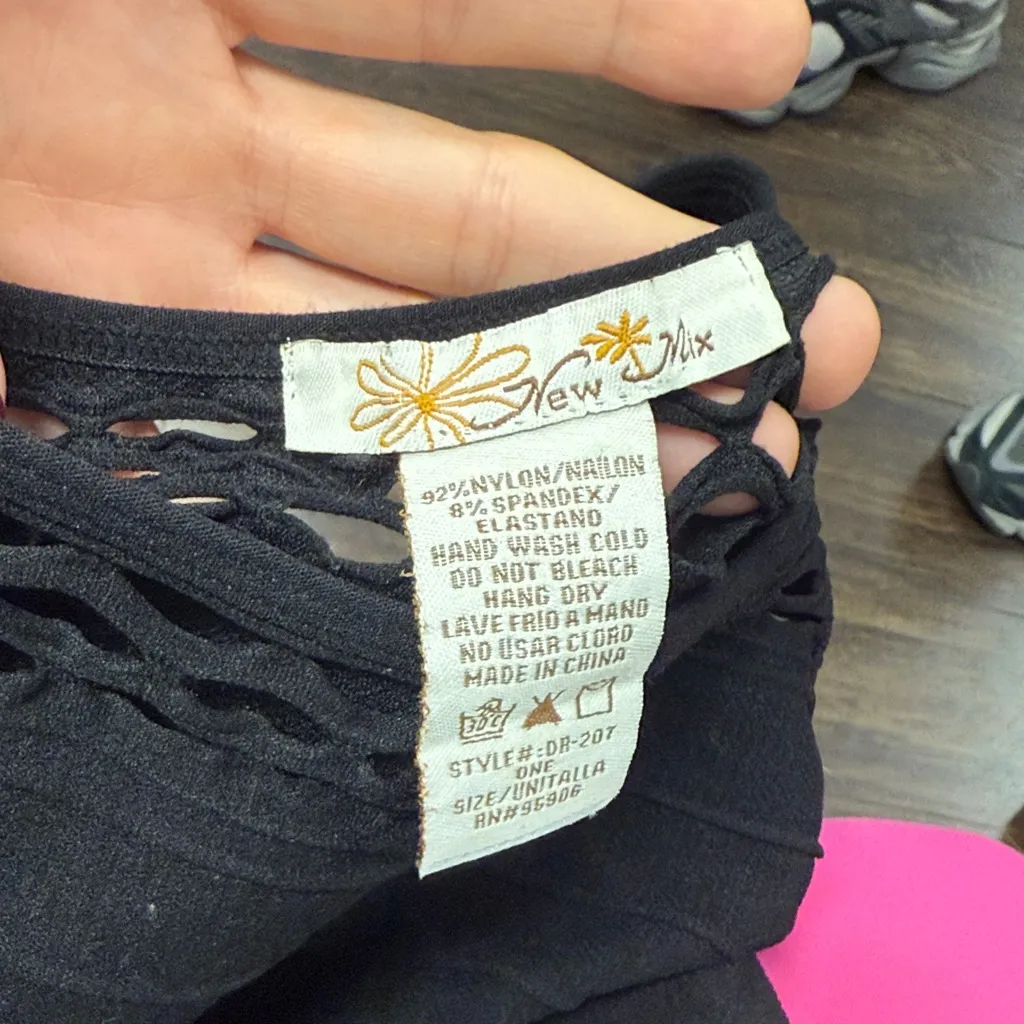 New Mix
92%NYLON/NAILON
8%SPANDEX/
ELASTANO
HAND WASH COLD
DO NOT BLEACH
HANG DRY
LAVE FRIO A MANO
NO USAR CLORO
MADE IN CHINA
30°C
STYLE#:DR-207
ONE
SIZE/UNITALLA
RN#95906